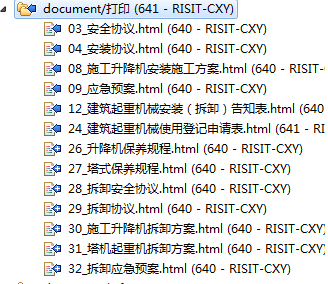 document/打印 (641 - RISIT-CXY)
03_安全协议.html (640 - RISIT-CXY)
04_安装协议.html (640 - RISIT-CXY)
08_施工升降机安装施工方案.html (640 - RISIT-CXY)
09_应急预案.html (640 - RISIT-CXY)
12_建筑起重机械安装（拆卸）告知表.html (640 - RISIT-CXY)
24_建筑起重机械使用登记申请表.html (641 - RISIT-CXY)
26_升降机保养规程.html (640 - RISIT-CXY)
27_塔式保养规程.html (640 - RISIT-CXY)
28_拆卸安全协议.html (640 - RISIT-CXY)
29_拆卸协议.html (640 - RISIT-CXY)
30_施工升降机拆卸方案.html (640 - RISIT-CXY)
31_塔机起重机拆卸方案.html (640 - RISIT-CXY)
32_拆卸应急预案.html (640 - RISIT-CXY)